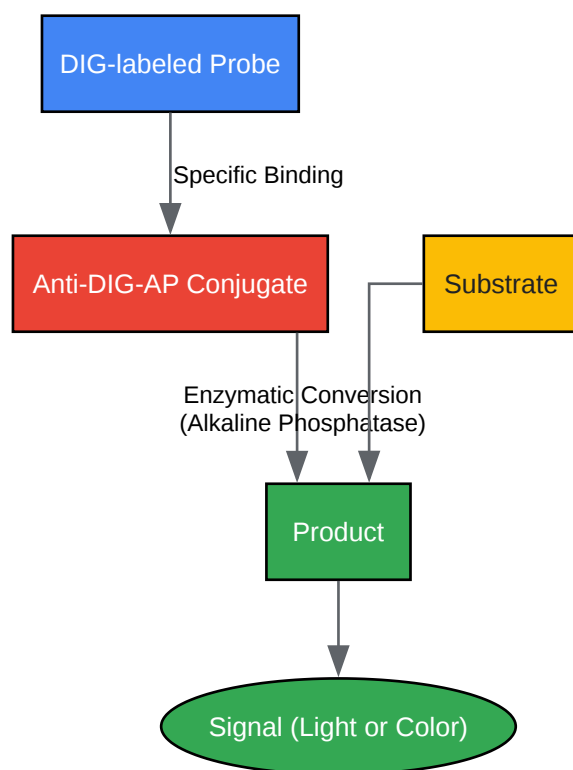 DIG-labeled Probe
Specific Binding
Anti-DIG-AP Conjugate
Substrate
Enzymatic Conversion
(Alkaline Phosphatase)
Product
Signal (Light or Color)